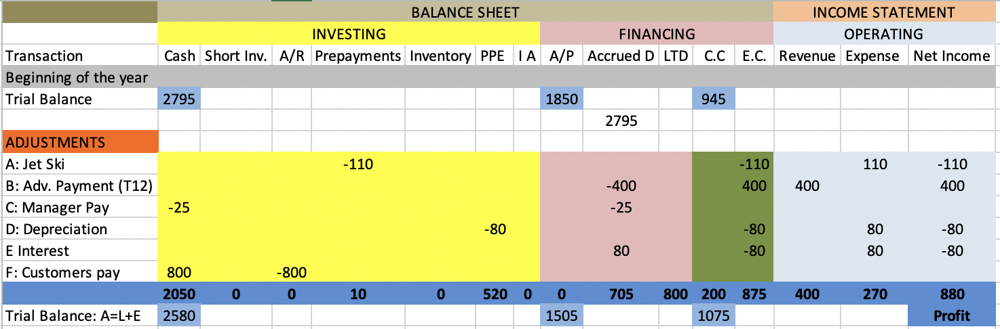 BALANCE SHEET INCOME STATEMENT
INVESTING FINANCING OPERATING
Transaction Cash Short Inv. A/R Prepayments Inventory PPE I A A/P Accrued D LTD C.C E.C. Revenue Expense Net Income
Beginning of the year
Trial Balance 2795 1850 945
2795
ADJUSTMENTS
A: Jet Ski -110 -110 110 -110
B: Adv. Payment (T12) -400 400 400 400
C: Manager Pay -25 -25
D: Depreciation -80 -80 80 -80
E Interest 80 -80 80 -80
F: Customers pay 800 -800
2050 0 0 10 0 520 0 0 705 800 200 875 400 270 880
Trial Balance: A=L+E 2580 1505 1075 Profit